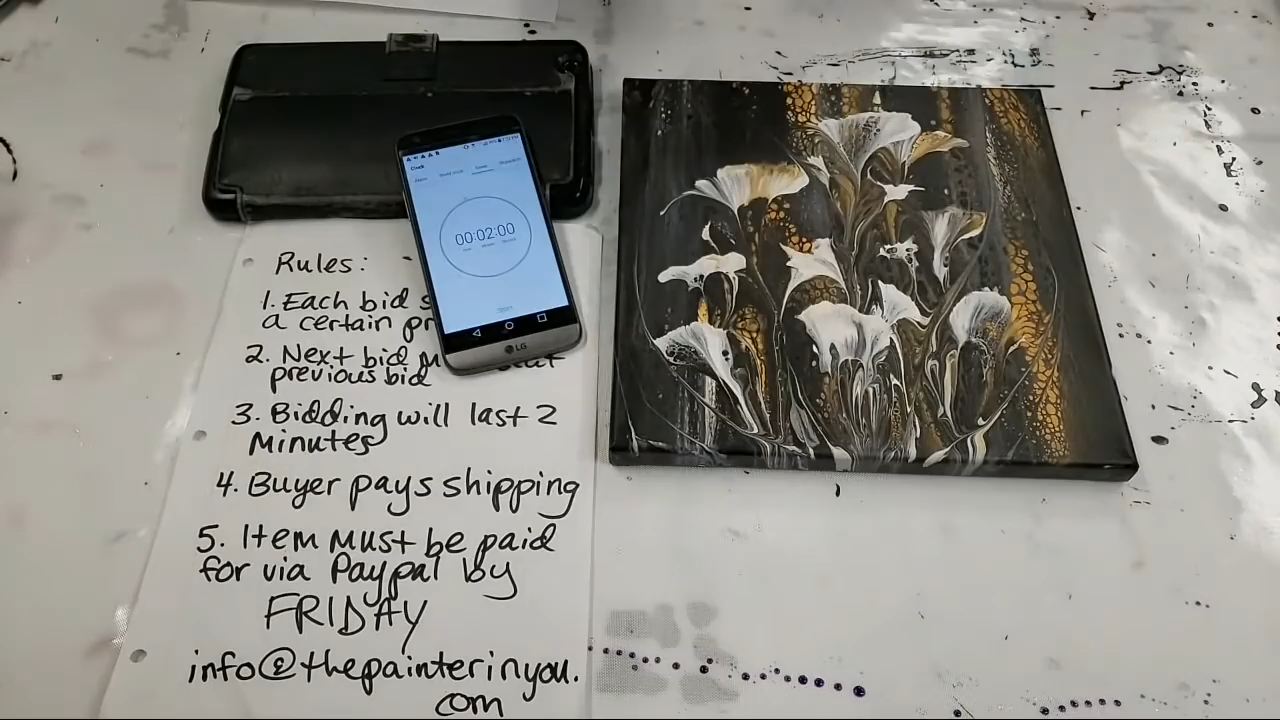 Rules:
1. Each bid
a certain
2. Next bid
previous bid
3. Bidding will last 2
Minutes
4. Buyer pays shipping
5. Item must be paid
for via Paypal by
FRIDAY
info@thepainterinyou.
com
Clock
00:02:00
LG